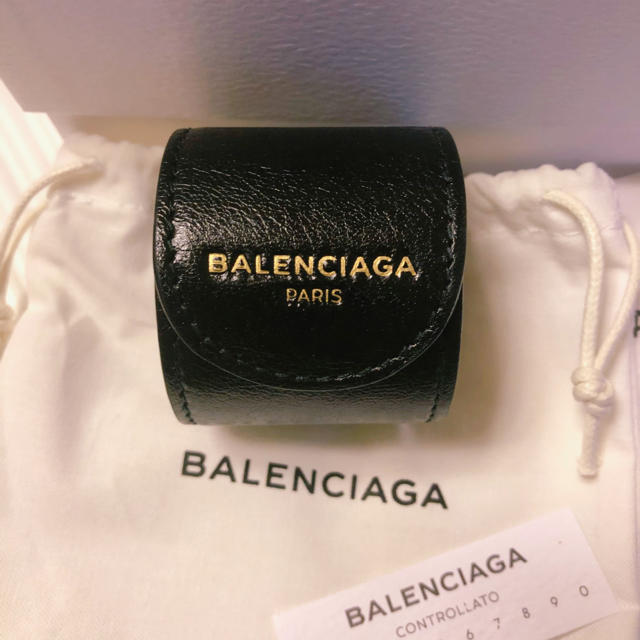 BALENCIAGA
PARIS
BALENCIAGA
BALENCIAGA
CONTROLLATO
6 7 8 9 0